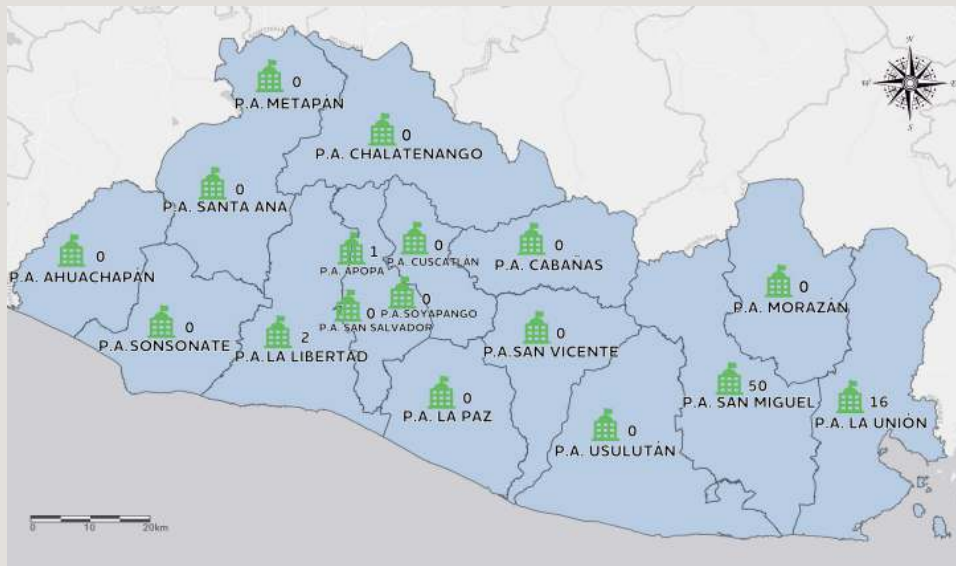 N
W
E
S
0
P.A. METAPÁN
0
P.A. CHALATENANGO
0
P.A. SANTA ANA
0
P.A. AHUACHAPÁN
1
P.A. APOPA
0
P.A. CUSCATLÁN
0
P.A. CABAÑAS
0
P.A. MORAZÁN
0
P.A.SONSONATE
2
P.A. LA LIBERTAD
0
P.A. SAN SALVADOR
0
P.A.SOYAPANGO
0
P.A.SAN VICENTE
0
P.A. LA PAZ
0
P.A. USULUTÁN
50
P.A. SAN MIGUEL
16
P.A. LA UNIÓN
0 10 20km